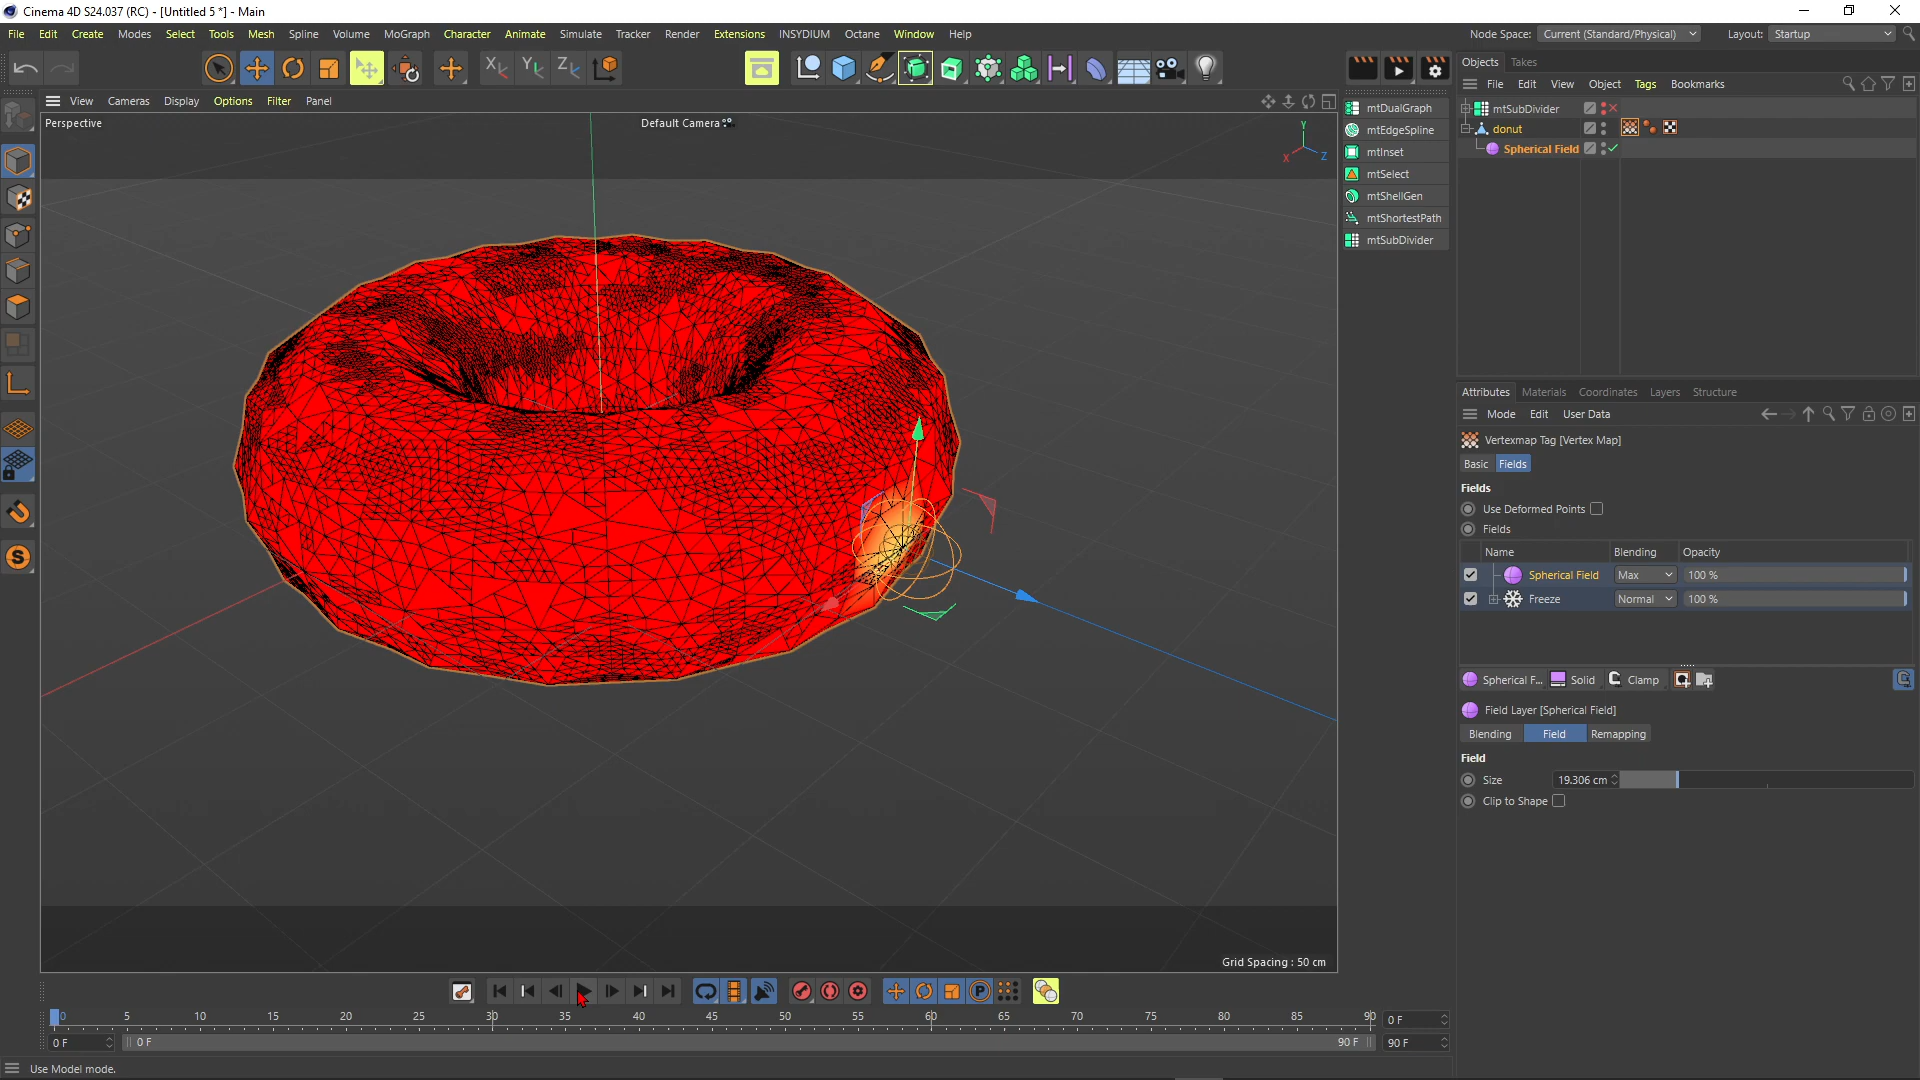 Cinema 4D S24.037 (RC) - [Untitled 5 *] - Main
File Edit Create Modes Select Tools Mesh Spline Volume MoGraph Character Animate Simulate Tracker Render Extensions INSYDIUM Octane Window Help
Node Space: Current (Standard/Physical) Layout: Startup
X Y Z
View Cameras Display Options Filter Panel
Perspective
Default Camera
Y
X
Z
Grid Spacing : 50 cm
mtDualGraph
mtEdgeSpline
mtInset
mtSelect
mtShellGen
mtShortestPath
mtSubDivider
Objects Takes
File Edit View Object Tags Bookmarks
mtSubDivider
donut
Spherical Field
Attributes Materials Coordinates Layers Structure
Mode Edit User Data
Vertexmap Tag [Vertex Map]
Basic Fields
Fields
Use Deformed Points
Fields
Name Blending Opacity
Spherical Field Max 100 %
Freeze Normal 100 %
Spherical F... Solid Clamp
Field Layer [Spherical Field]
Blending Field Remapping
Field
Size 19.306 cm
Clip to Shape
S
P
0 5 10 15 20 25 30 35 40 45 50 55 60 65 70 75 80 85 90 0 F
0 F 0 F 90 F 90 F
Use Model mode.